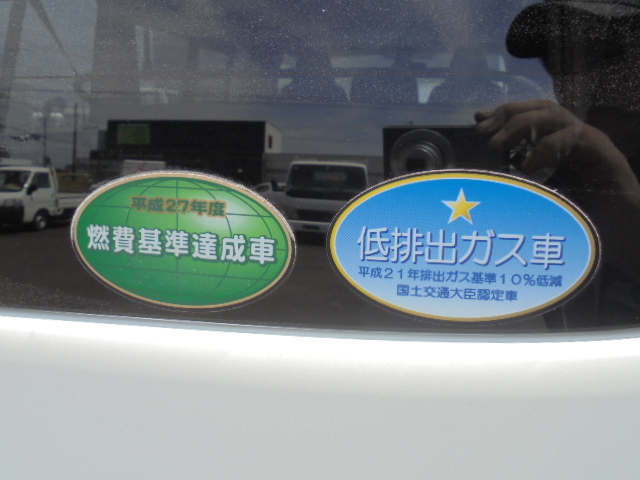 平成27年度
燃費基準達成車
低排出ガス車
平成21年排出ガス基準10%低減
国土交通大臣認定車